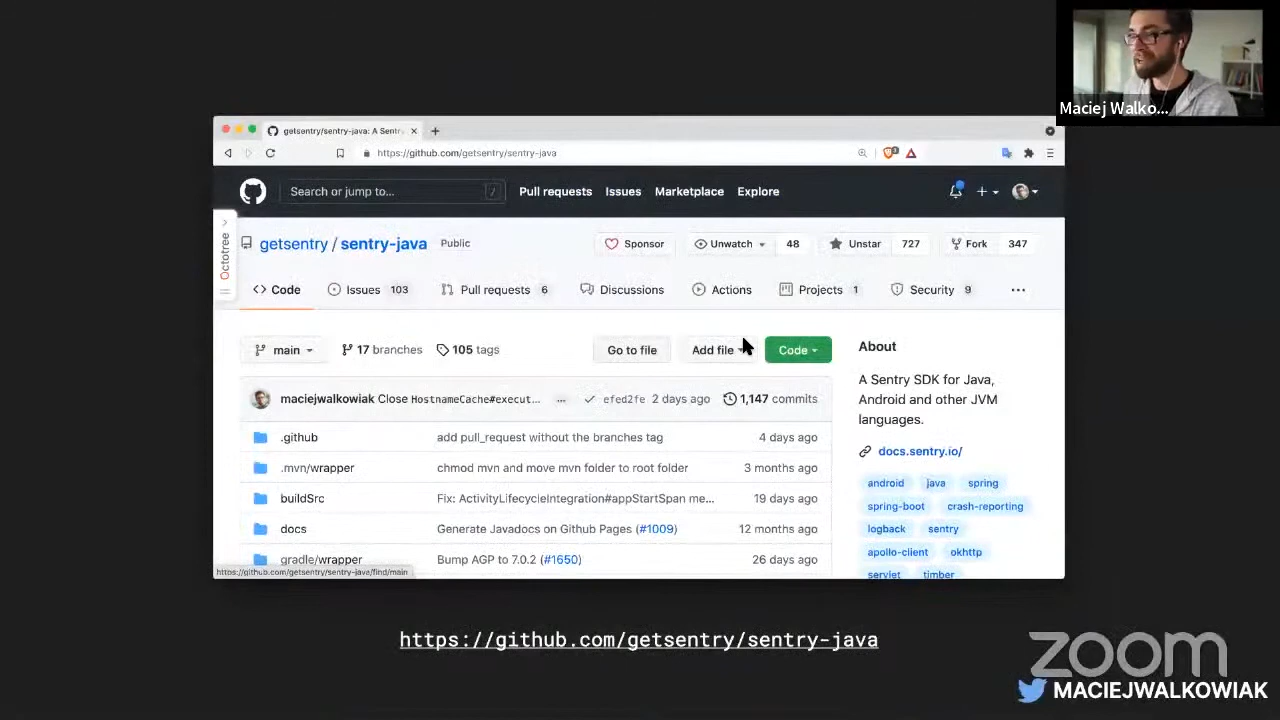 Maciej Walko...
getsentry/sentry-java: A Sentr
https://github.com/getsentry/sentry-java
Search or jump to... /
Pull requests Issues Marketplace Explore
Octotree
getsentry / sentry-java Public
Sponsor Unwatch 48 Unstar 727 Fork 347
Code Issues 103 Pull requests 6 Discussions Actions Projects 1 Security 9 ...
main 17 branches 105 tags Go to file Add file Code
maciejwalkowiak Close HostnameCache#execut... ... efed2fe 2 days ago 1,147 commits
.github add pull_request without the branches tag 4 days ago
.mvn/wrapper chmod mvn and move mvn folder to root folder 3 months ago
buildSrc Fix: ActivityLifecycleIntegration#appStartSpan me... 19 days ago
docs Generate Javadocs on Github Pages (#1009) 12 months ago
gradle/wrapper Bump AGP to 7.0.2 (#1650) 26 days ago
https://github.com/getsentry/sentry-java/find/main
About
A Sentry SDK for Java,
Android and other JVM
languages.
docs.sentry.io/
android java spring
spring-boot crash-reporting
logback sentry
apollo-client okhttp
servlet timber
https://github.com/getsentry/sentry-java
zoom
MACIEJWALKOWIAK